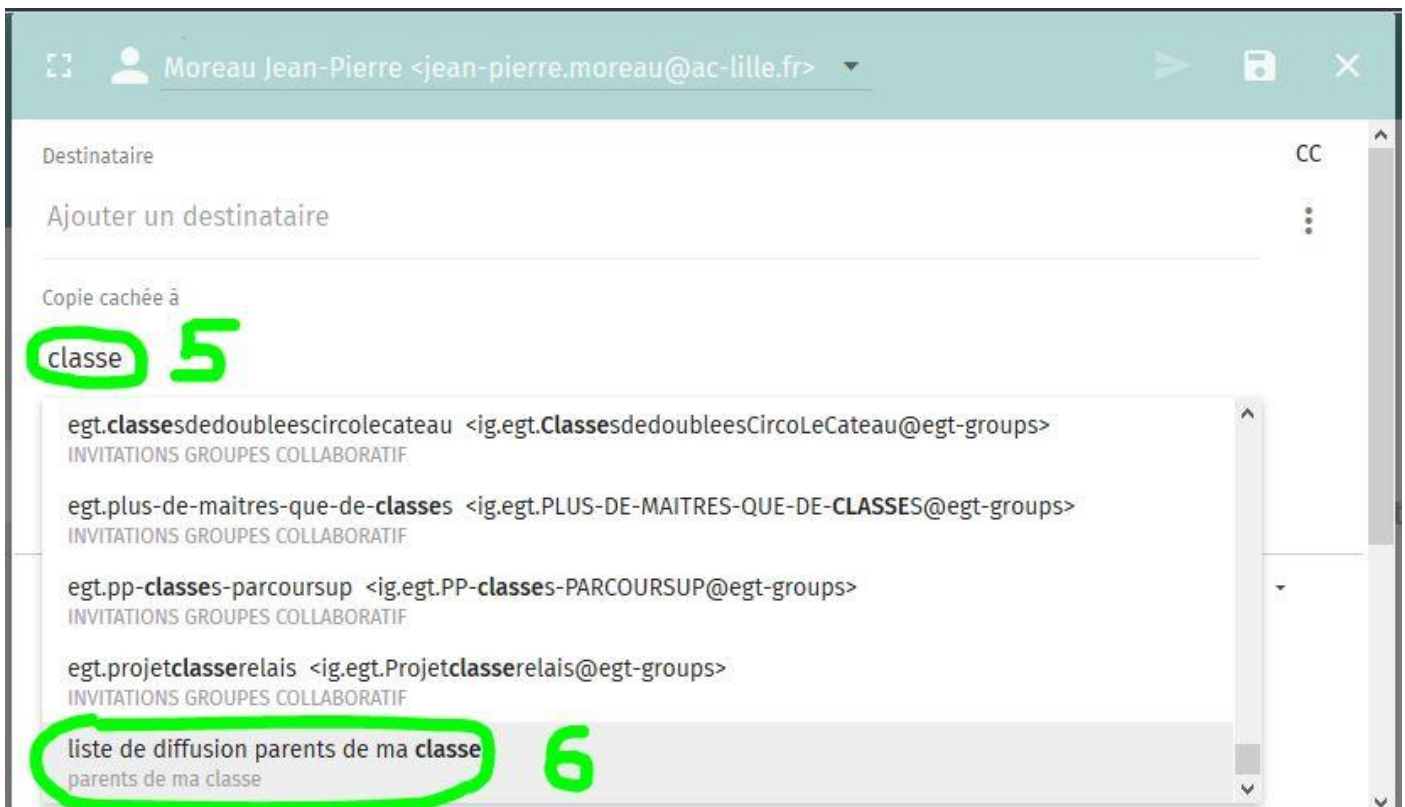 Moreau Jean-Pierre <jean-pierre.moreau@ac-lille.fr>
Destinataire
CC
Ajouter un destinataire
Copie cachée à
classe 5
egt.classesdedoubleescircolecateau <ig.egt.ClassesdedoubleesCircoLeCateau@egt-groups>
INVITATIONS GROUPES COLLABORATIF
egt.plus-de-maitres-que-de-classes <ig.egt.PLUS-DE-MAITRES-QUE-DE-CLASSES@egt-groups>
INVITATIONS GROUPES COLLABORATIF
egt.pp-classes-parcoursup <ig.egt.PP-classes-PARCOURSUP@egt-groups>
INVITATIONS GROUPES COLLABORATIF
egt.projetclasserelais <ig.egt.Projetclasserelais@egt-groups>
INVITATIONS GROUPES COLLABORATIF
liste de diffusion parents de ma classe 6
parents de ma classe